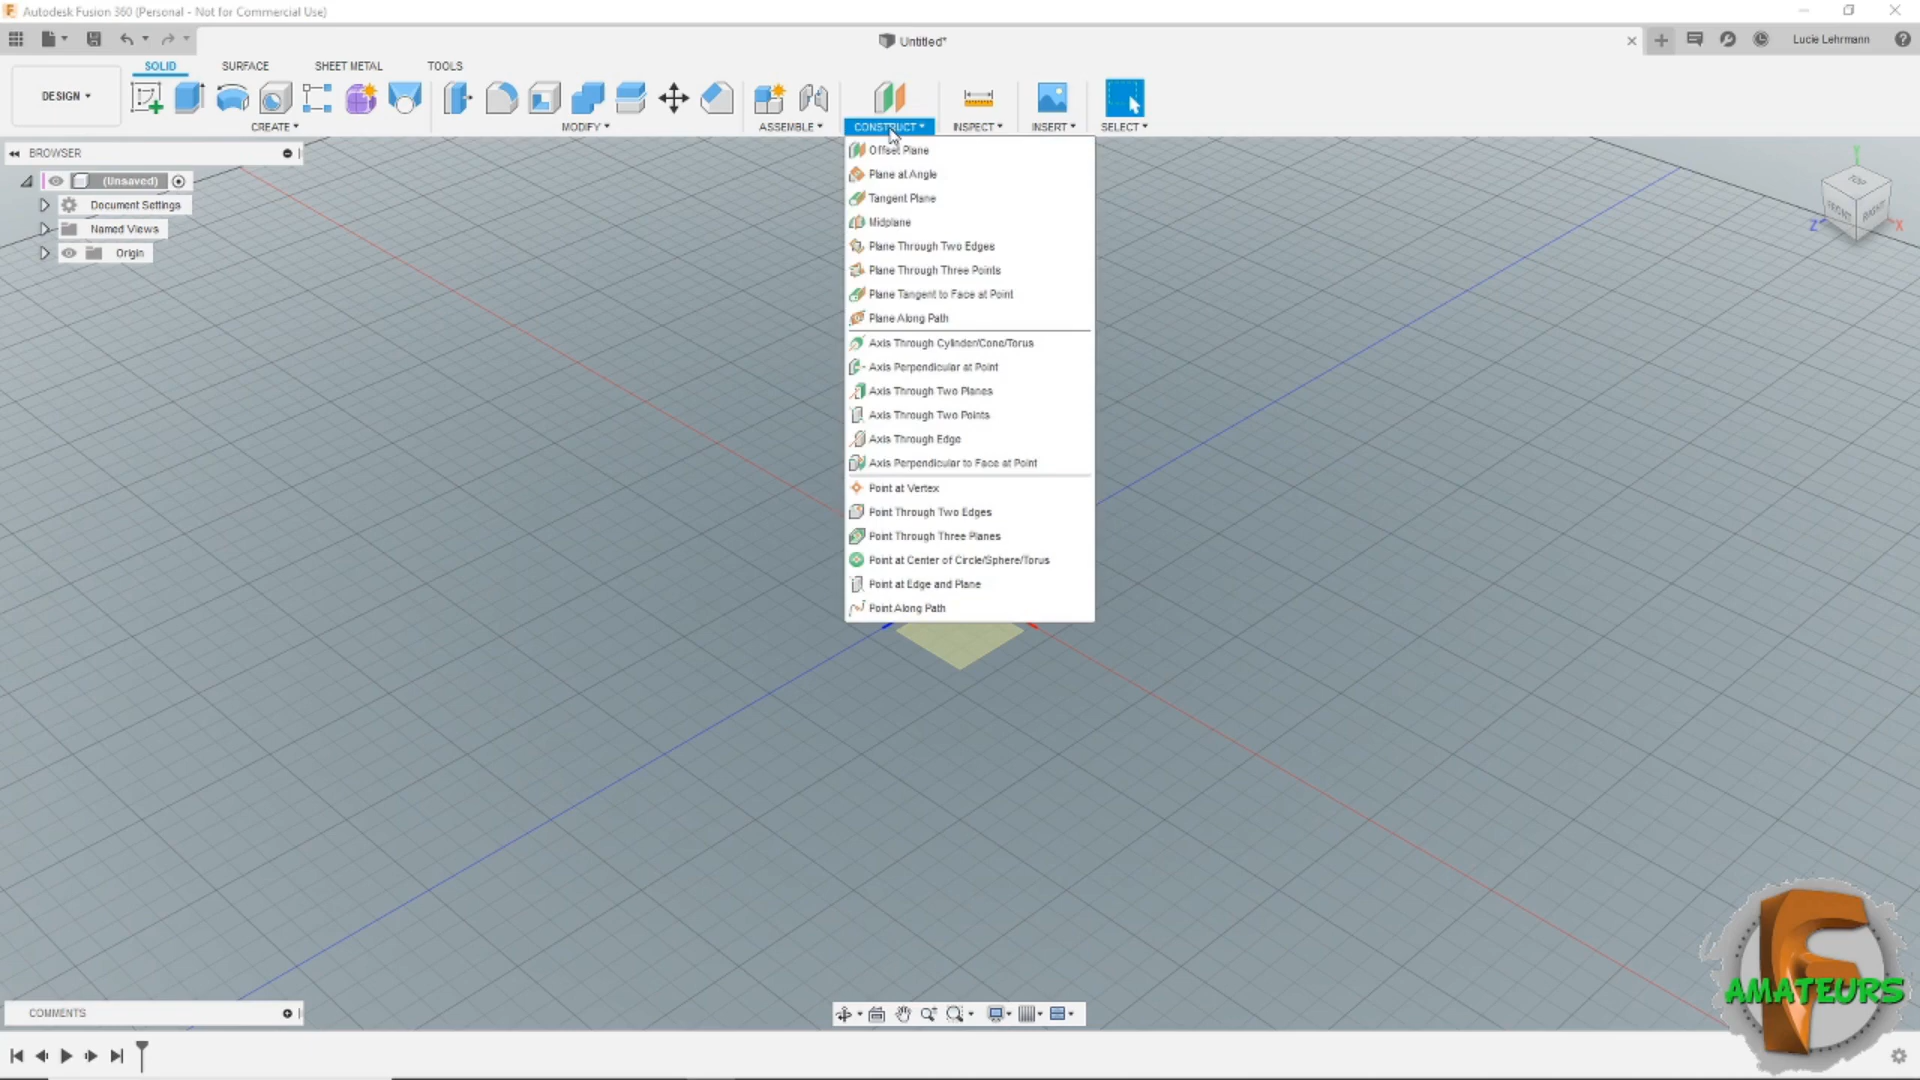 Autodesk Fusion 360 (Personal - Not for Commercial Use)
Untitled*
Lucie Lehrmann
SOLID SURFACE SHEET METAL TOOLS
DESIGN
CREATE MODIFY ASSEMBLE CONSTRUCT INSPECT INSERT SELECT
BROWSER
(Unsaved)
Document Settings
Named Views
Origin
Offset Plane
Plane at Angle
Tangent Plane
Midplane
Plane Through Two Edges
Plane Through Three Points
Plane Tangent to Face at Point
Plane Along Path
Axis Through Cylinder/Cone/Torus
Axis Perpendicular at Point
Axis Through Two Planes
Axis Through Two Points
Axis Through Edge
Axis Perpendicular to Face at Point
Point at Vertex
Point Through Two Edges
Point Through Three Planes
Point at Center of Circle/Sphere/Torus
Point at Edge and Plane
Point Along Path
Y
TOP
FRONT RIGHT
Z X
COMMENTS
F
AMATEURS